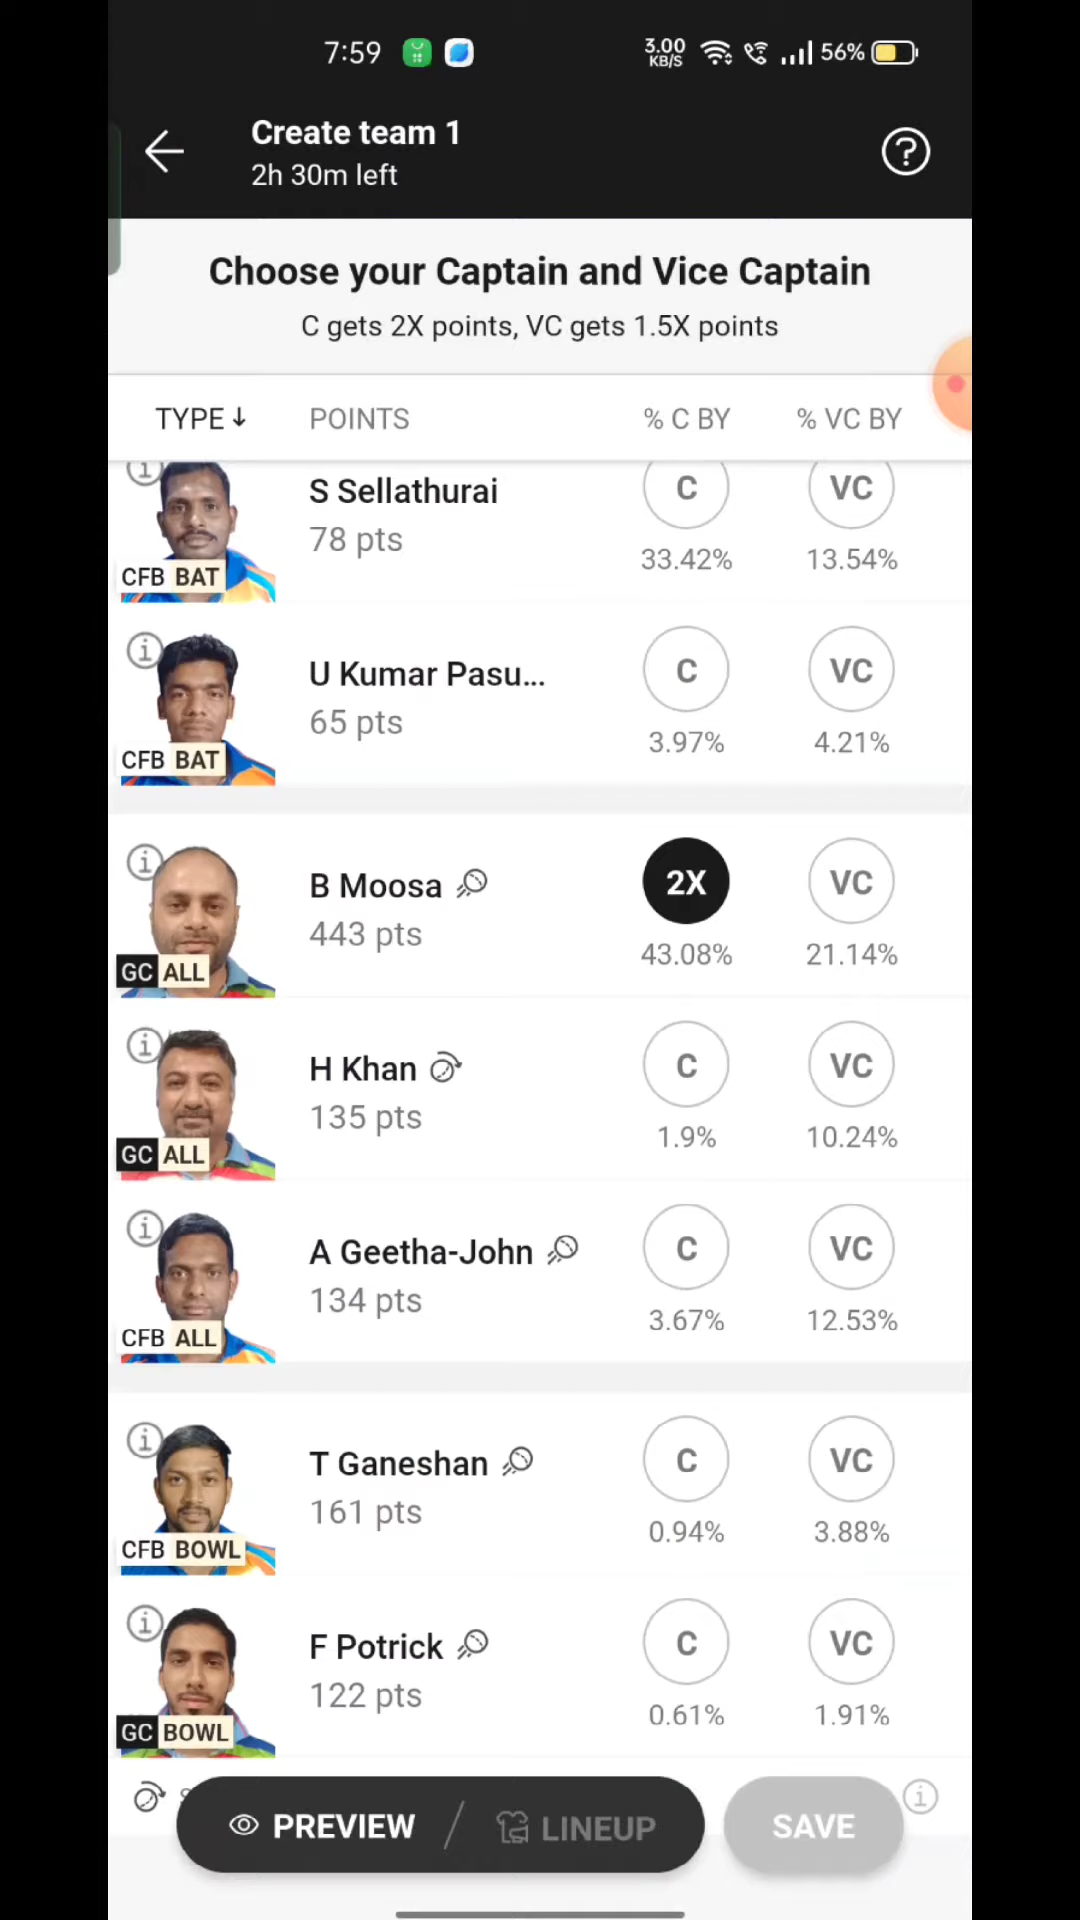 7:59
3.00 KB/S
56%
Create team 1
2h 30m left
?
Choose your Captain and Vice Captain
C gets 2X points, VC gets 1.5X points
TYPE↓ POINTS % C BY % VC BY
S Sellathurai
78 pts
CFB BAT
C
33.42%
VC
13.54%
U Kumar Pasu...
65 pts
CFB BAT
C
3.97%
VC
4.21%
B Moosa
443 pts
GC ALL
2X
43.08%
VC
21.14%
H Khan
135 pts
GC ALL
C
1.9%
VC
10.24%
A Geetha-John
134 pts
CFB ALL
C
3.67%
VC
12.53%
T Ganeshan
161 pts
CFB BOWL
C
0.94%
VC
3.88%
F Potrick
122 pts
GC BOWL
C
0.61%
VC
1.91%
PREVIEW / LINEUP
SAVE